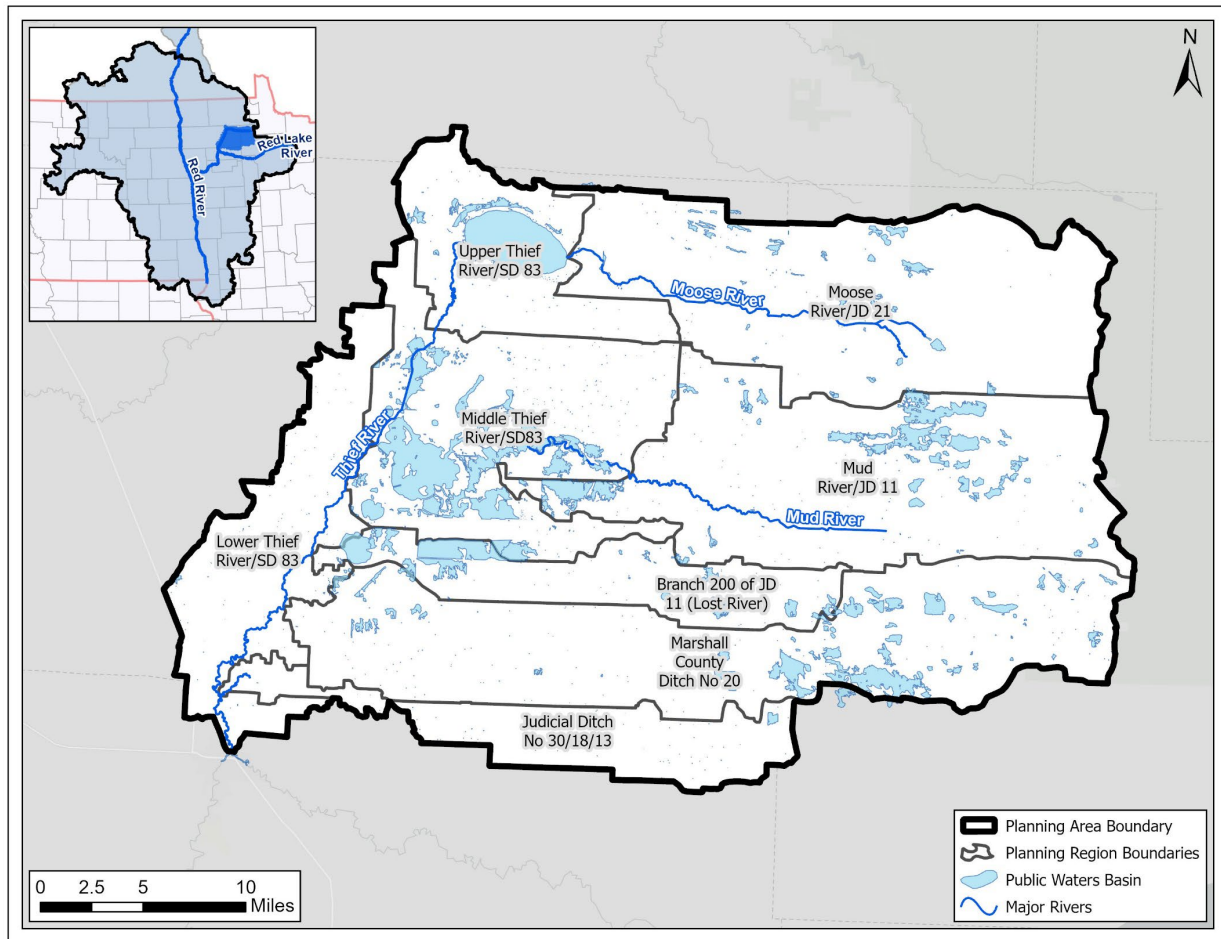 N
Red Lake
River
Red River
Upper Thief
River/SD 83
Moose River
Moose
River/JD 21
Middle Thief
River/SD83
Thief River
Mud
River/JD 11
Mud River
Lower Thief
River/SD 83
Branch 200 of JD
11 (Lost River)
Marshall
County
Ditch No 20
Judicial Ditch
No 30/18/13
Planning Area Boundary
Planning Region Boundaries
Public Waters Basin
Major Rivers
0 2.5 5 10
Miles